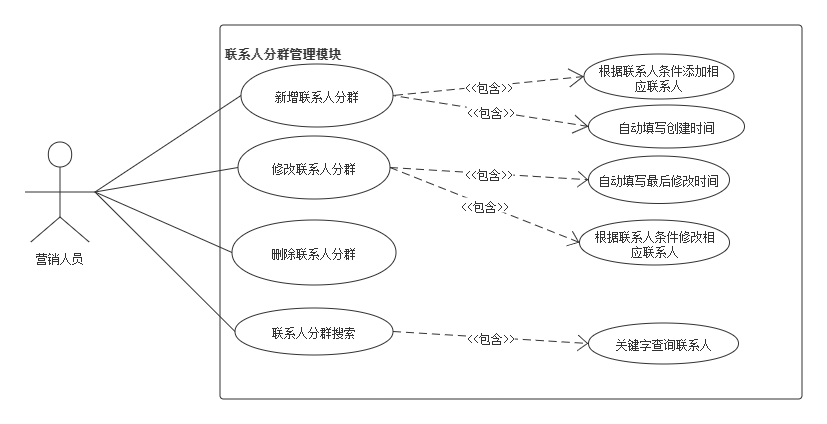 联系人分群管理模块
新增联系人分群
<<包含>>
根据联系人条件添加相
应联系人
<<包含>>
自动填写创建时间
修改联系人分群
<<包含>>
自动填写最后修改时间
<<包含>>
根据联系人条件修改相
应联系人
营销人员
删除联系人分群
联系人分群搜索
<<包含>>
关键字查询联系人